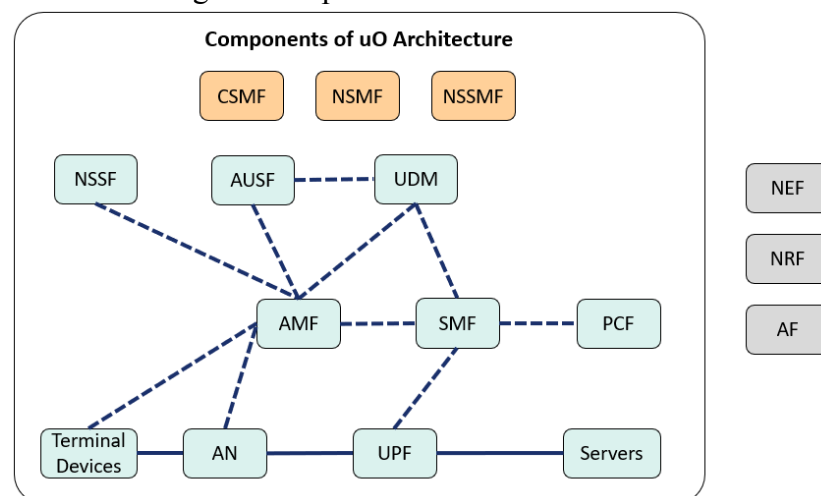 Components of uO Architecture
CSMF
NSMF
NSSMF
NSSF
AUSF
UDM
NEF
NRF
AMF
SMF
PCF
AF
Terminal
Devices
AN
UPF
Servers